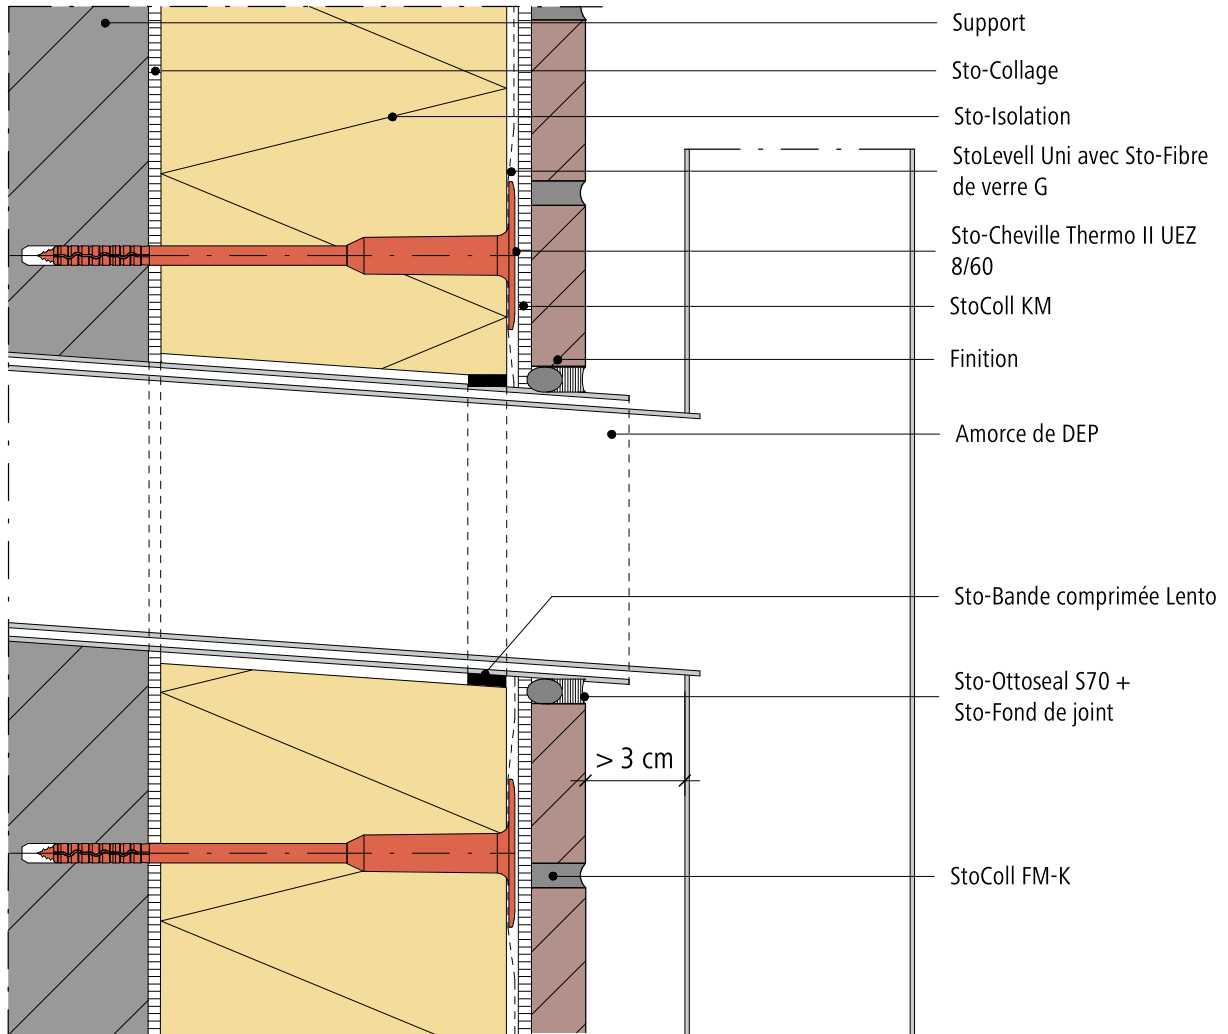 Support
Sto-Collage
Sto-Isolation
StoLevell Uni avec Sto-Fibre
de verre G
Sto-Cheville Thermo II UEZ
8/60
StoColl KM
Finition
Amorce de DEP
Sto-Bande comprimée Lento
Sto-Ottoseal S70 +
Sto-Fond de joint
> 3 cm
StoColl FM-K